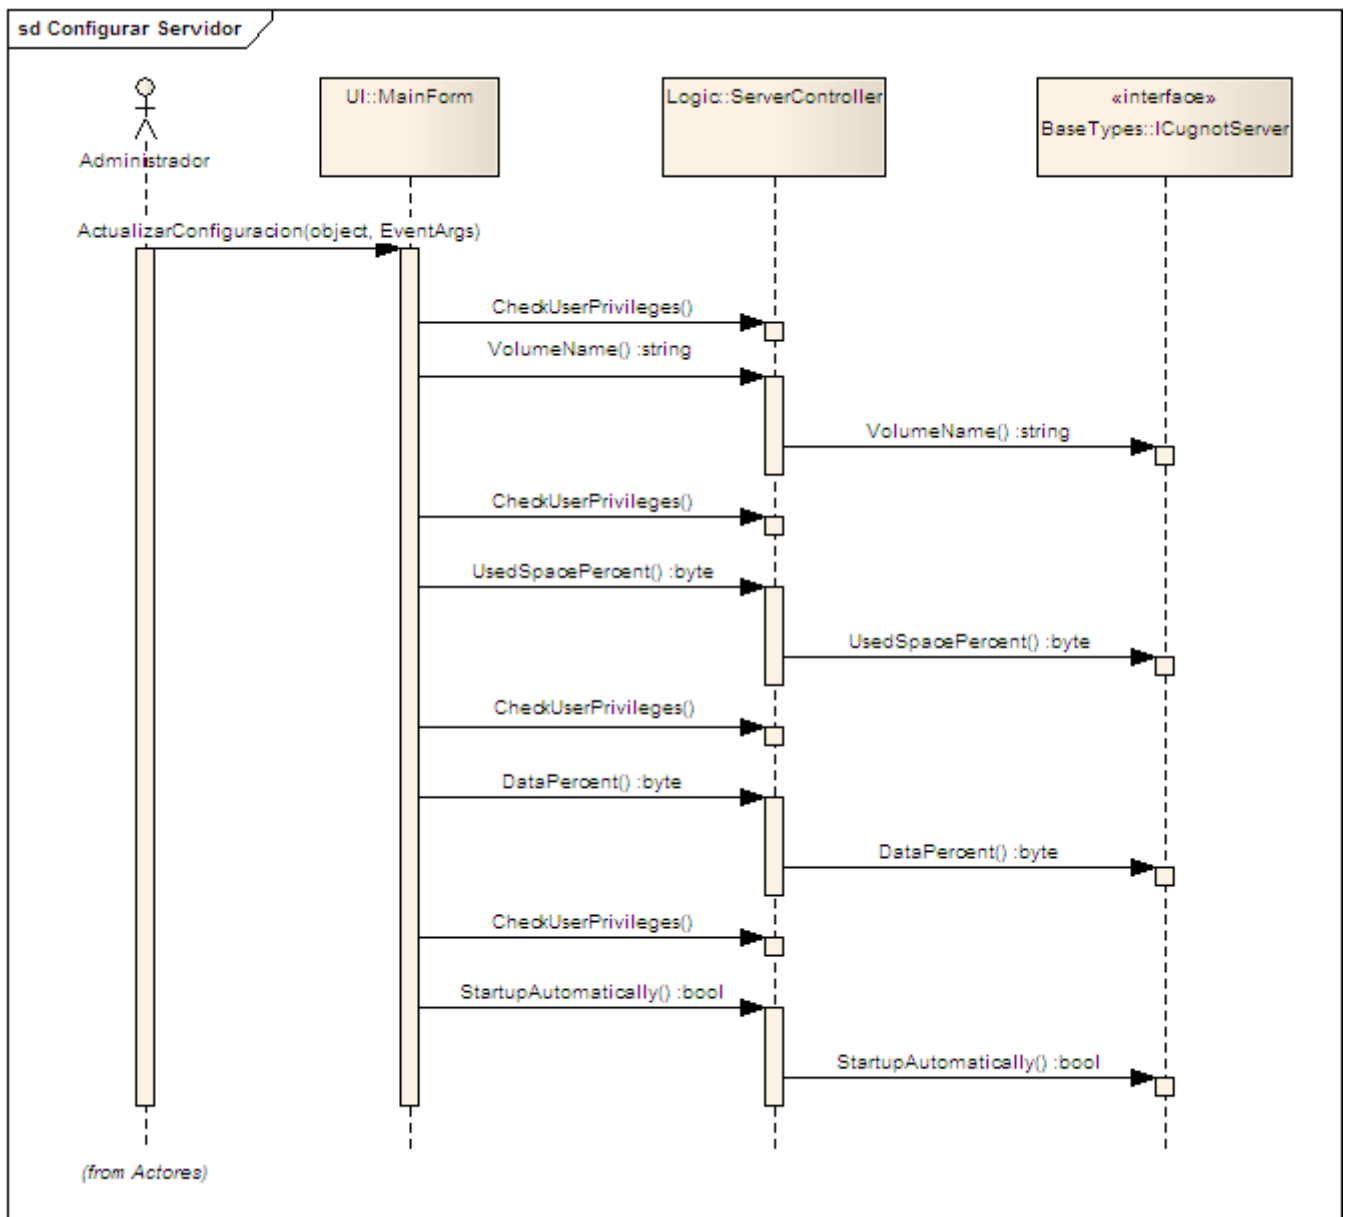 sd Configurar Servidor
UI::MainForm
Logic::ServerController
«interface»
BaseTypes::ICugnotServer
Administrador
ActualizarConfiguracion(object, EventArgs)
CheckUserPrivileges()
VolumeName() :string
VolumeName() :string
CheckUserPrivileges()
UsedSpacePercent() :byte
UsedSpacePercent() :byte
CheckUserPrivileges()
DataPercent() :byte
DataPercent() :byte
CheckUserPrivileges()
StartupAutomatically() :bool
StartupAutomatically() :bool
(from Actores)